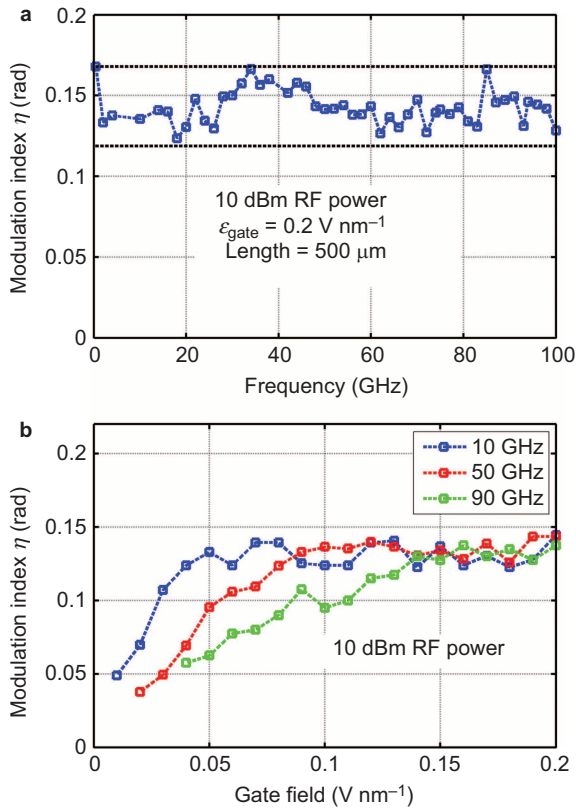 a
0.2
0.15
0.1
0.05
0
Modulation index η (rad)
10 dBm RF power
εgate = 0.2 V nm–1
Length = 500 μm
0
20
40
60
80
100
Frequency (GHz)
b
0.2
0.15
0.1
0.05
0
Modulation index η (rad)
10 GHz
50 GHz
90 GHz
10 dBm RF power
0
0.05
0.1
0.15
0.2
Gate field (V nm–1)